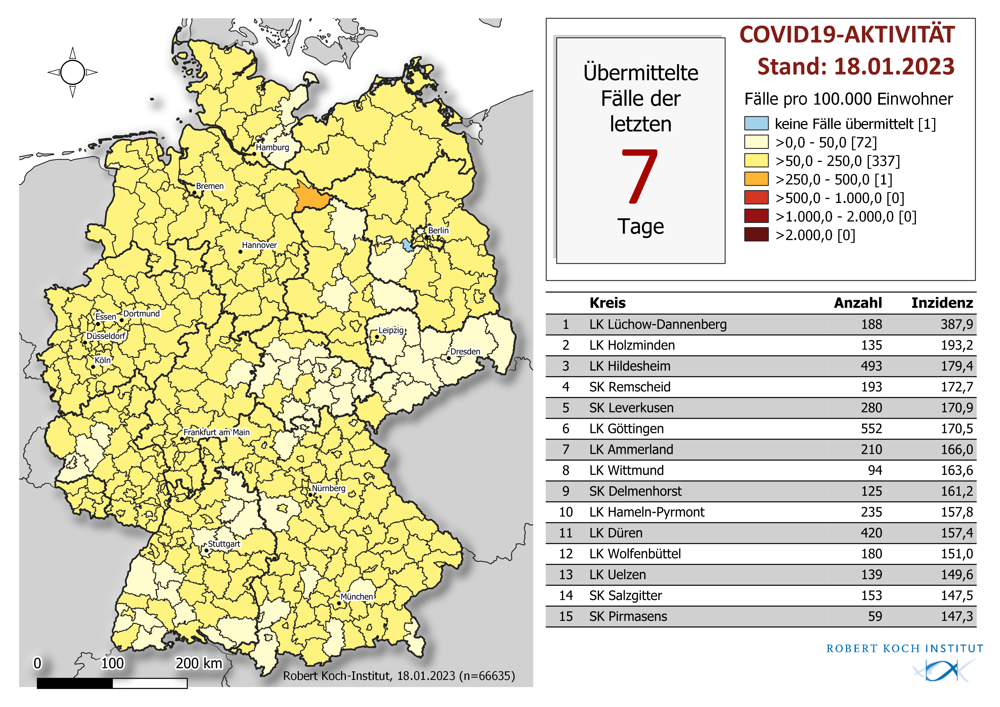 COVID19-AKTIVITÄT
Stand: 18.01.2023
Übermittelte
Fälle der
letzten
7
Tage
Fälle pro 100.000 Einwohner
keine Fälle übermittelt [1]
>0,0 - 50,0 [72]
>50,0 - 250,0 [337]
>250,0 - 500,0 [1]
>500,0 - 1.000,0 [0]
>1.000,0 - 2.000,0 [0]
>2.000,0 [0]
Hamburg
Bremen
Berlin
Hannover
Essen
Dortmund
Düsseldorf
Leipzig
Köln
Dresden
Frankfurt am Main
Nürnberg
Stuttgart
München
0 100 200 km
Robert Koch-Institut, 18.01.2023 (n=66635)
Kreis Anzahl Inzidenz
1 LK Lüchow-Dannenberg 188 387,9
2 LK Holzminden 135 193,2
3 LK Hildesheim 493 179,4
4 SK Remscheid 193 172,7
5 SK Leverkusen 280 170,9
6 LK Göttingen 552 170,5
7 LK Ammerland 210 166,0
8 LK Wittmund 94 163,6
9 SK Delmenhorst 125 161,2
10 LK Hameln-Pyrmont 235 157,8
11 LK Düren 420 157,4
12 LK Wolfenbüttel 180 151,0
13 LK Uelzen 139 149,6
14 SK Salzgitter 153 147,5
15 SK Pirmasens 59 147,3
ROBERT KOCH INSTITUT